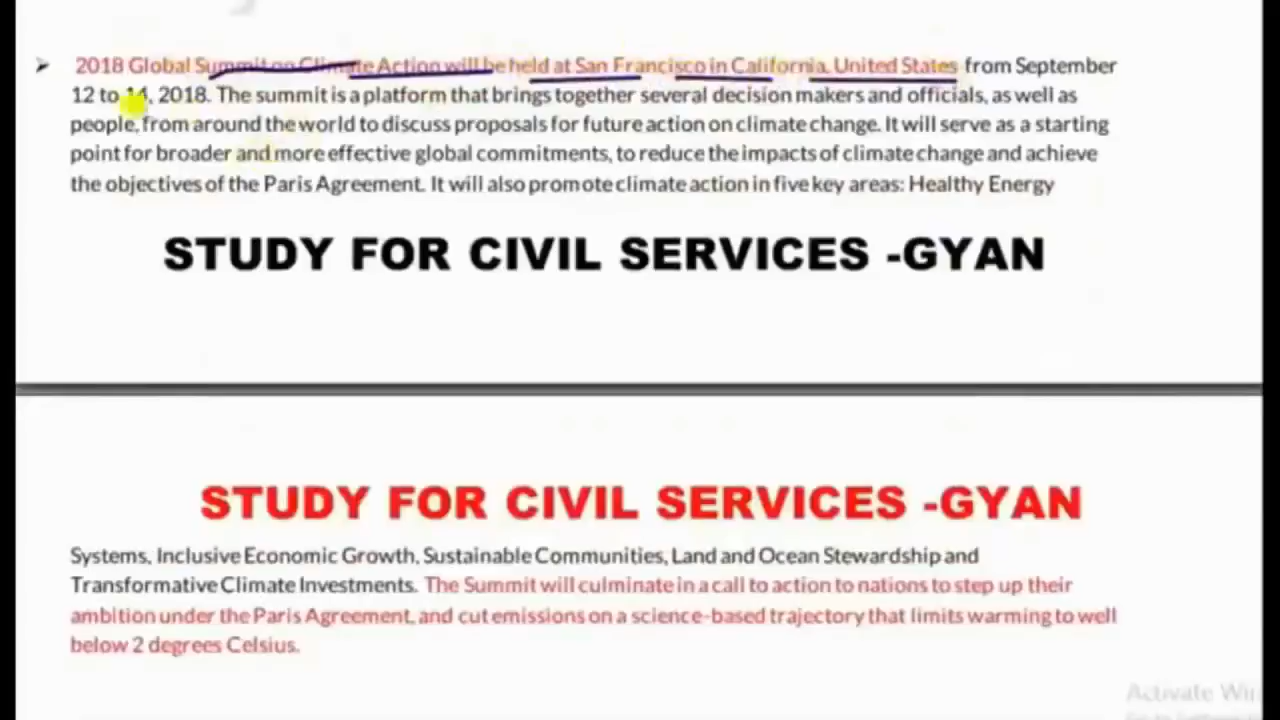 2018 Global Summit on Climate Action will be held at San Francisco in California, United States from September
12 to 14, 2018. The summit is a platform that brings together several decision makers and officials, as well as
people, from around the world to discuss proposals for future action on climate change. It will serve as a starting
point for broader and more effective global commitments, to reduce the impacts of climate change and achieve
the objectives of the Paris Agreement. It will also promote climate action in five key areas: Healthy Energy
STUDY FOR CIVIL SERVICES -GYAN
STUDY FOR CIVIL SERVICES -GYAN
Systems, Inclusive Economic Growth, Sustainable Communities, Land and Ocean Stewardship and
Transformative Climate Investments. The Summit will culminate in a call to action to nations to step up their
ambition under the Paris Agreement, and cut emissions on a science-based trajectory that limits warming to well
below 2 degrees Celsius.
Activate Win